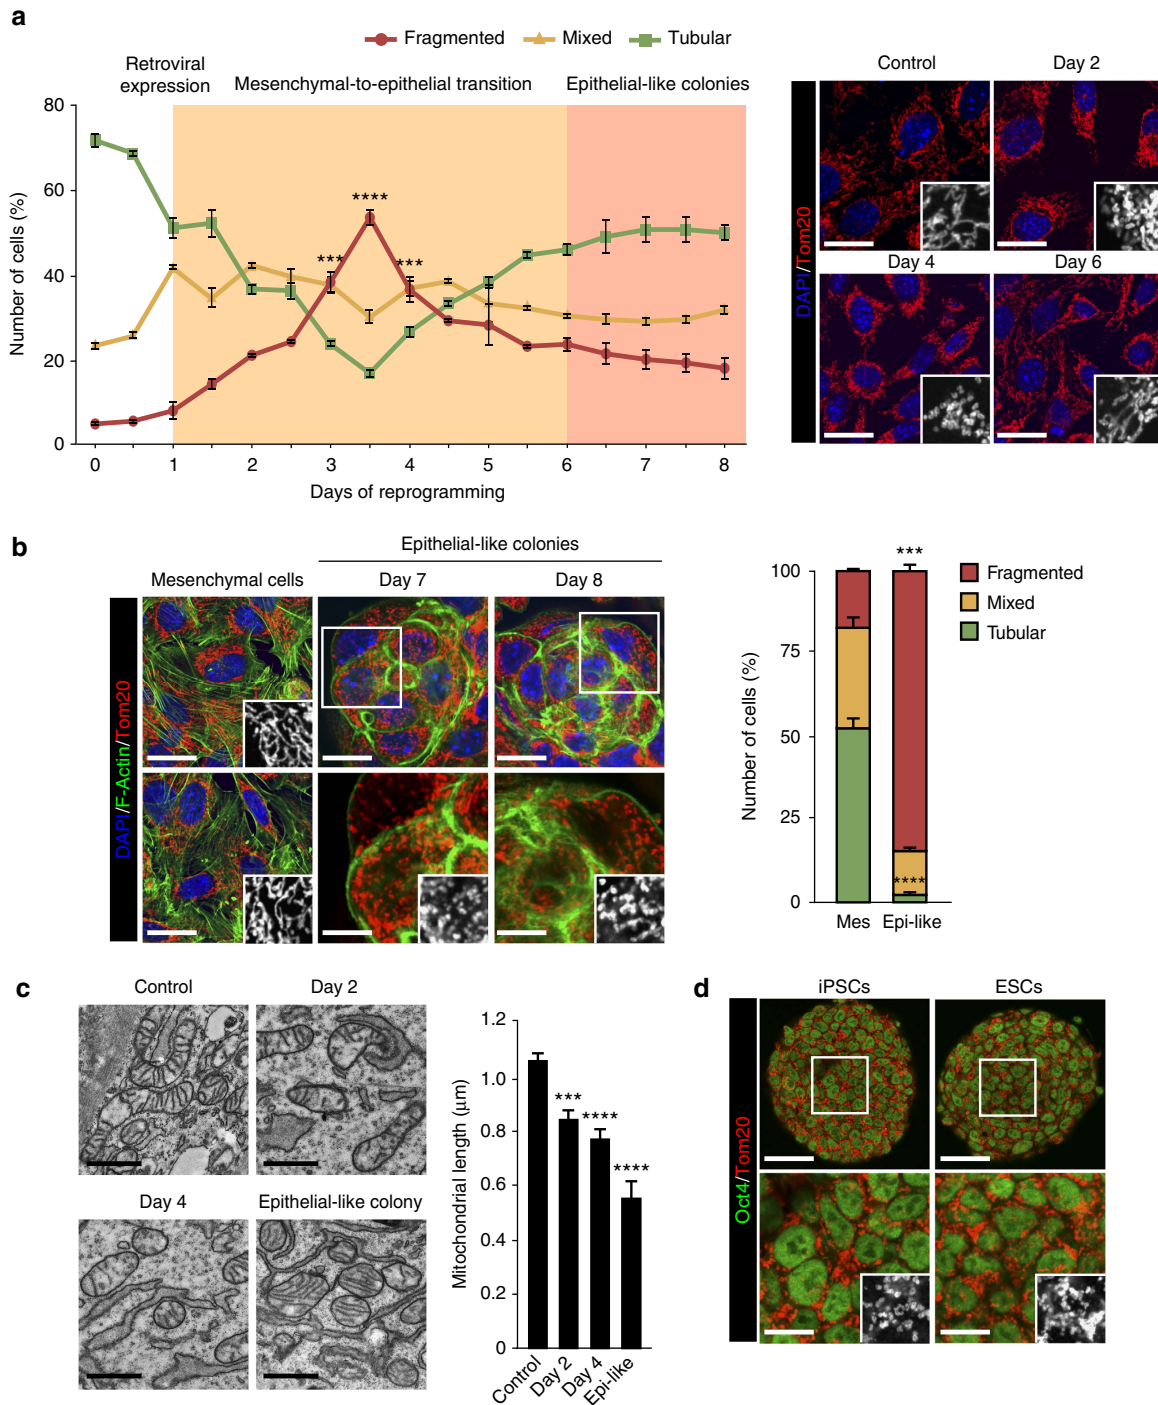 a
Fragmented Mixed Tubular
Retroviral expression
Mesenchymal-to-epithelial transition
Epithelial-like colonies
Number of cells (%)
80
60
40
20
0
***
****
***
0 1 2 3 4 5 6 7 8
Days of reprogramming
DAPI/Tom20
Control Day 2
Day 4 Day 6
b
Epithelial-like colonies
Mesenchymal cells Day 7 Day 8
DAPI/F-Actin/Tom20
Number of cells (%)
100
75
50
25
0
***
****
Mes Epi-like
Fragmented
Mixed
Tubular
c
Control Day 2
Day 4 Epithelial-like colony
Mitochondrial length (μm)
1.2
1.0
0.8
0.6
0.4
0.2
0
***
****
****
Control Day 2 Day 4 Epi-like
d
iPSCs ESCs
Oct4/Tom20